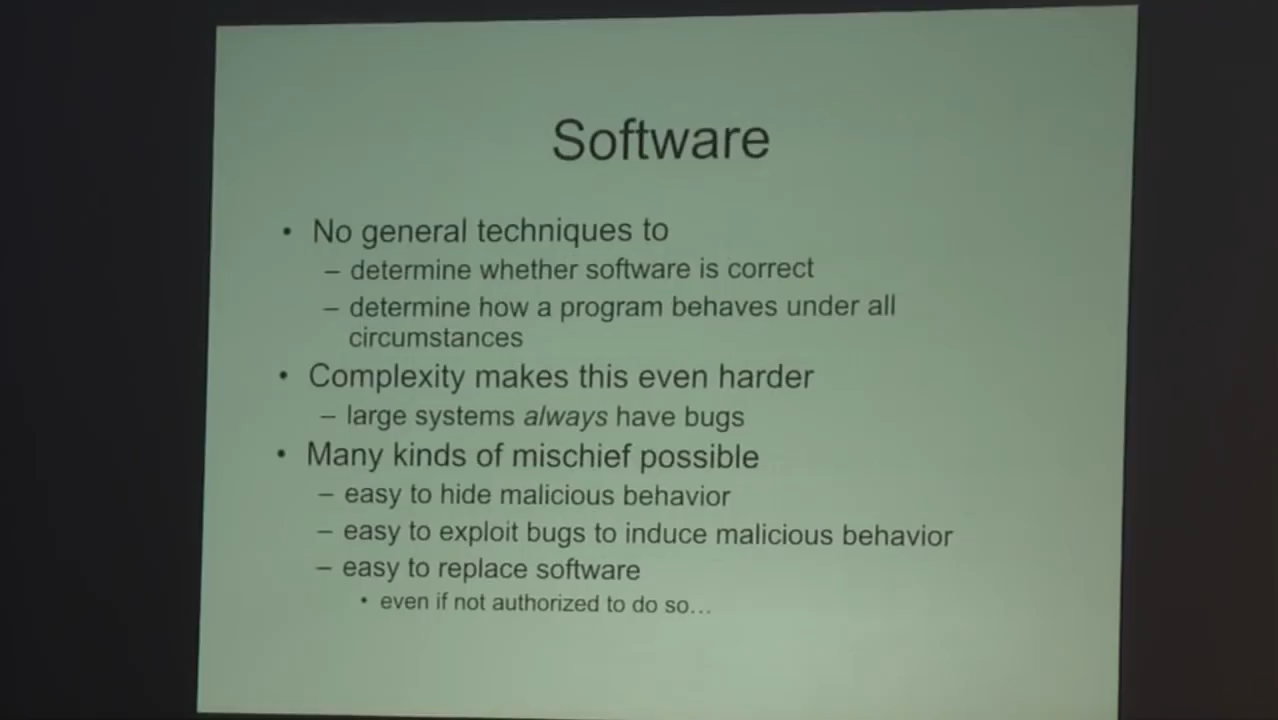 Software
• No general techniques to
– determine whether software is correct
– determine how a program behaves under all
circumstances
• Complexity makes this even harder
– large systems always have bugs
• Many kinds of mischief possible
– easy to hide malicious behavior
– easy to exploit bugs to induce malicious behavior
– easy to replace software
• even if not authorized to do so…